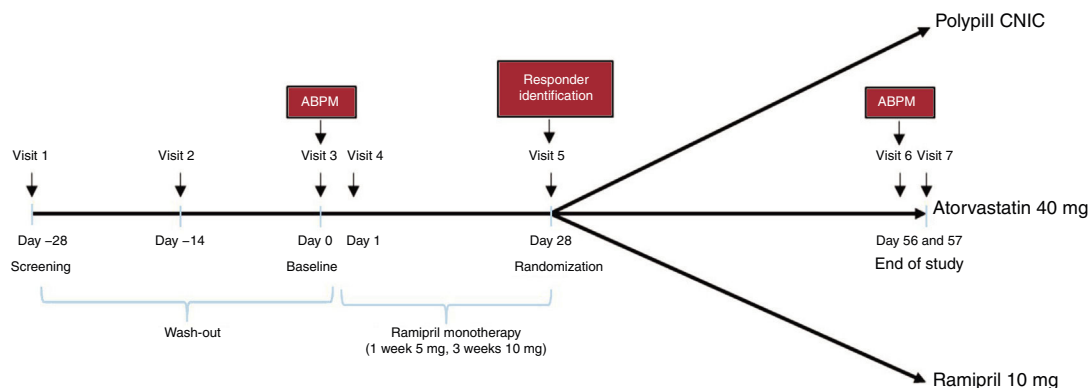 Polypill CNIC
Responder
identification
ABPM
ABPM
Visit 1
Visit 2
Visit 3
Visit 4
Visit 5
Visit 6
Visit 7
Atorvastatin 40 mg
Day −28
Day −14
Day 0
Day 1
Day 28
Day 56 and 57
Screening
Baseline
Randomization
End of study
Wash-out
Ramipril monotherapy
(1 week 5 mg, 3 weeks 10 mg)
Ramipril 10 mg